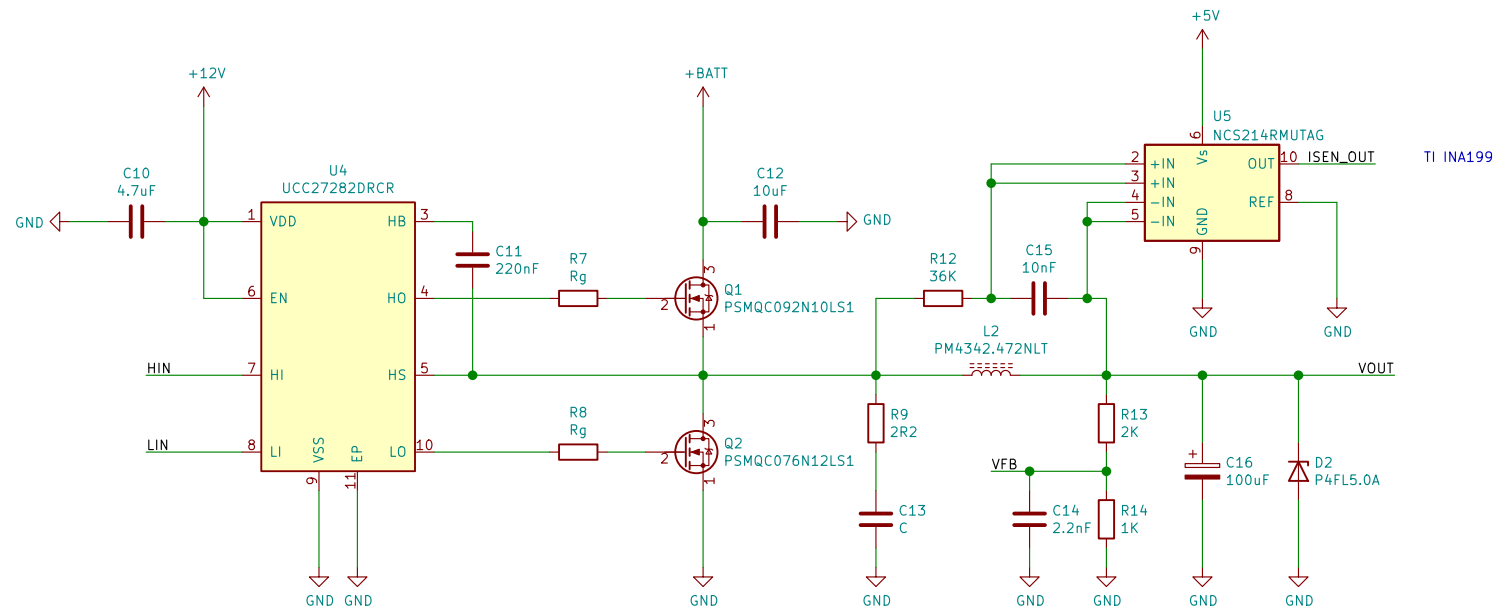 +5V
+12V
+BATT
U5
NCS214RMUTAG
6
Vs
2 +IN
3 +IN
4 -IN
5 -IN
OUT 10 ISEN_OUT
REF 8
GND
9
TI INA199
C10
4.7uF
GND
U4
UCC27282DRCR
1 VDD
6 EN
HIN 7 HI
LIN 8 LI
HB 3
HO 4
HS 5
LO 10
VSS
9
EP
11
C11
220nF
C12
10uF
GND
R7
Rg
3
2
1
Q1
PSMQC092N10LS1
R12
36K
C15
10nF
GND
GND
L2
PM4342.472NLT
VOUT
R8
Rg
3
2
1
Q2
PSMQC076N12LS1
R9
2R2
R13
2K
VFB
+
C16
100uF
D2
P4FL5.0A
C13
C
C14
2.2nF
R14
1K
GND
GND
GND
GND
GND
GND
GND
GND